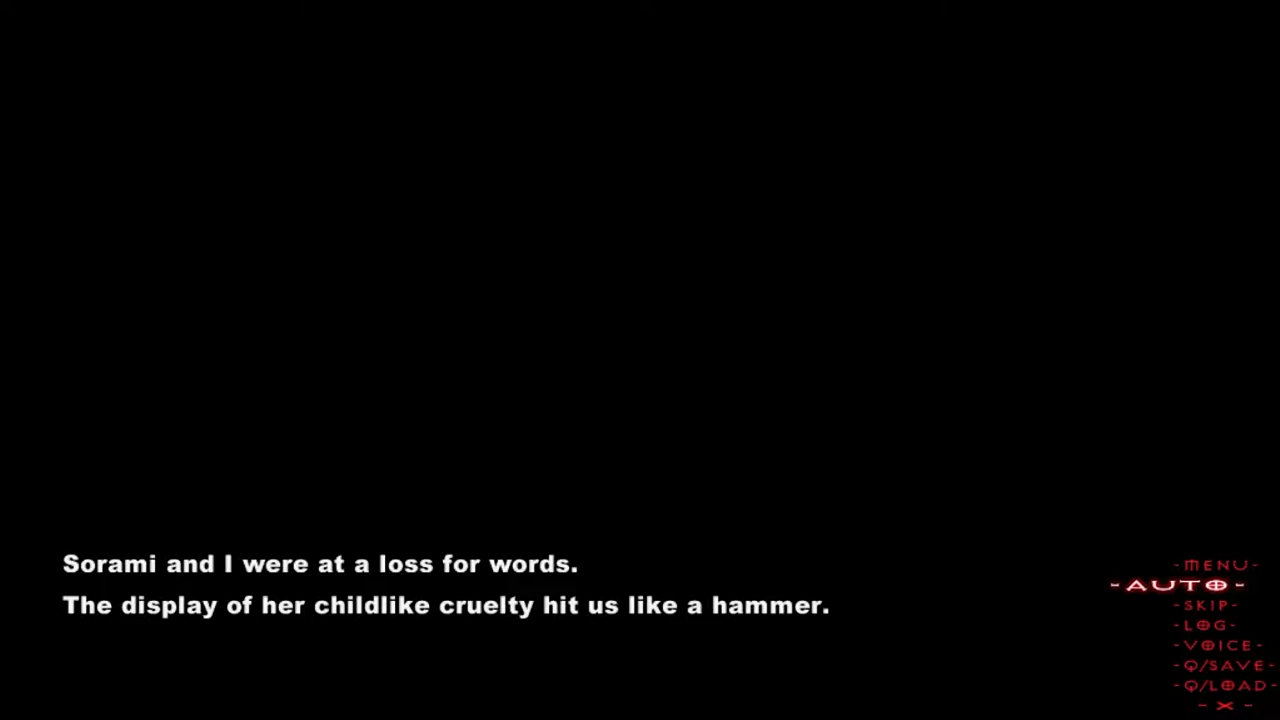 Sorami and I were at a loss for words.
The display of her childlike cruelty hit us like a hammer.
-MENU-
-AUTO-
-SKIP-
-LOG-
-VOICE-
-Q/SAVE-
-Q/LOAD-
-X-